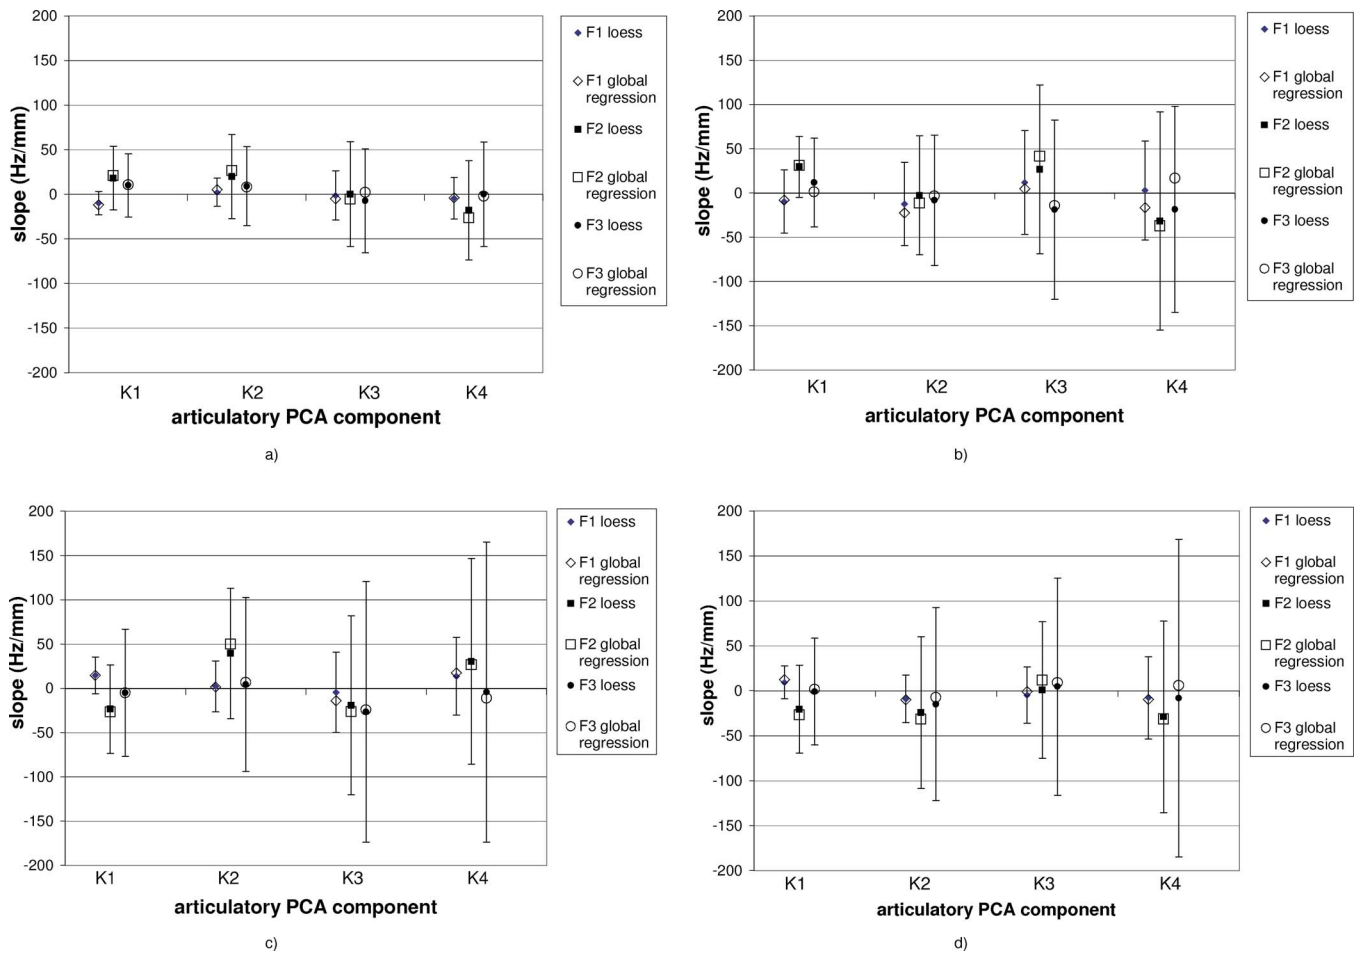 200
150
100
50
0
-50
-100
-150
-200
slope (Hz/mm)
K1 K2 K3 K4
articulatory PCA component
F1 loess
F1 global
regression
F2 loess
F2 global
regression
F3 loess
F3 global
regression
a)
200
150
100
50
0
-50
-100
-150
-200
slope (Hz/mm)
K1 K2 K3 K4
articulatory PCA component
F1 loess
F1 global
regression
F2 loess
F2 global
regression
F3 loess
F3 global
regression
b)
200
150
100
50
0
-50
-100
-150
-200
slope (Hz/mm)
K1 K2 K3 K4
articulatory PCA component
F1 loess
F1 global
regression
F2 loess
F2 global
regression
F3 loess
F3 global
regression
c)
200
150
100
50
0
-50
-100
-150
-200
slope (Hz/mm)
K1 K2 K3 K4
articulatory PCA component
F1 loess
F1 global
regression
F2 loess
F2 global
regression
F3 loess
F3 global
regression
d)